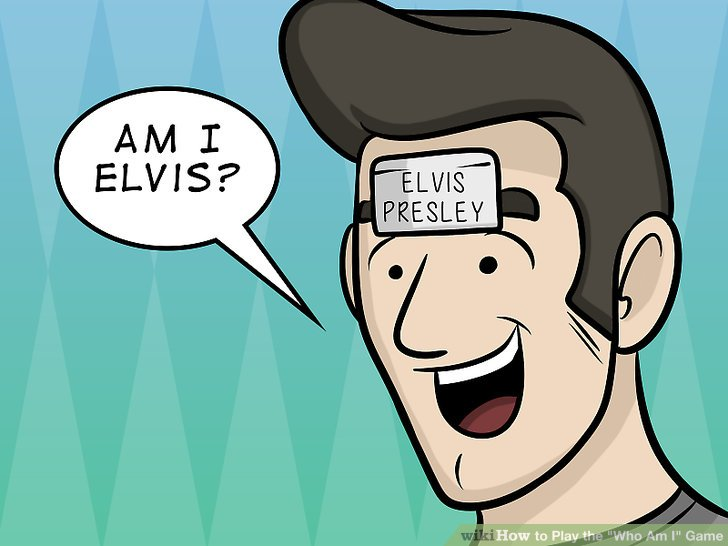 AM I
ELVIS?
ELVIS
PRESLEY
wikiHow to Play the "Who Am I" Game